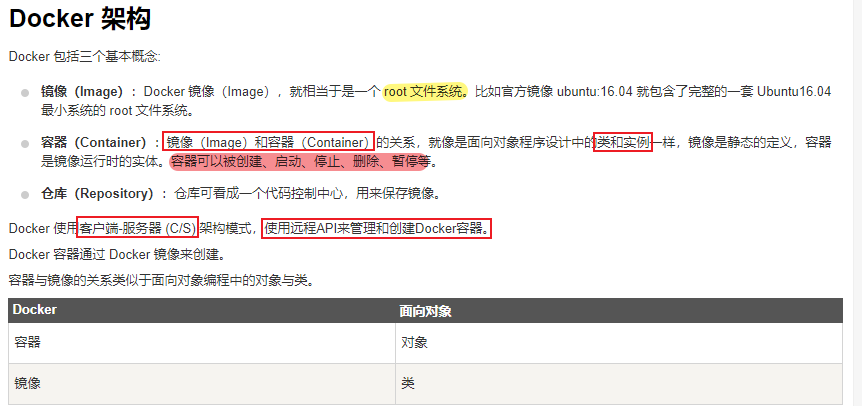 Docker 架构
Docker 包括三个基本概念:
镜像（Image）：Docker 镜像（Image），就相当于是一个 root 文件系统。比如官方镜像 ubuntu:16.04 就包含了完整的一套 Ubuntu16.04
最小系统的 root 文件系统。
容器（Container）：镜像（Image）和容器（Container）的关系，就像是面向对象程序设计中的类和实例一样，镜像是静态的定义，容器
是镜像运行时的实体。容器可以被创建、启动、停止、删除、暂停等。
仓库（Repository）：仓库可看成一个代码控制中心，用来保存镜像。
Docker 使用客户端-服务器 (C/S) 架构模式，使用远程API来管理和创建Docker容器。
Docker 容器通过 Docker 镜像来创建。
容器与镜像的关系类似于面向对象编程中的对象与类。
Docker 面向对象
容器 对象
镜像 类